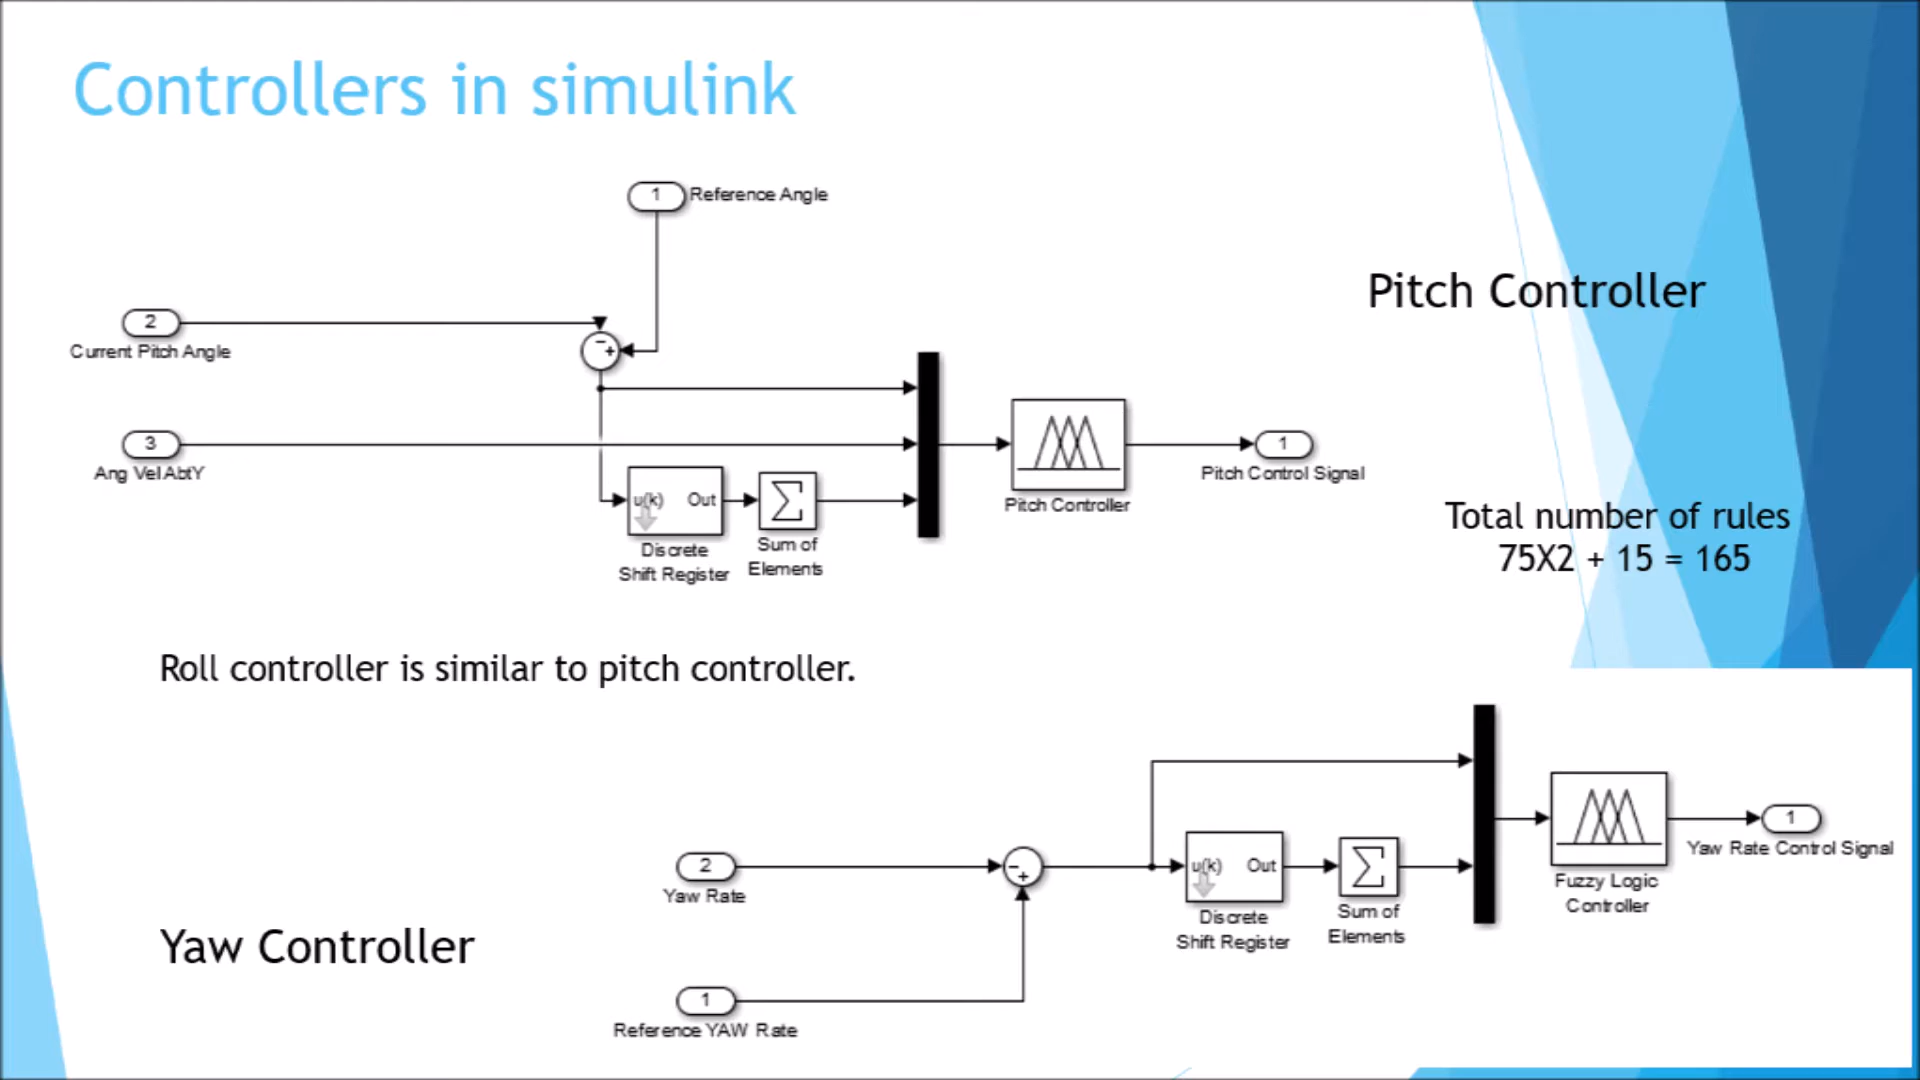 Controllers in simulink
1
Reference Angle
Pitch Controller
2
Current Pitch Angle
-
+
3
Ang Vel AbtY
u(k) Out
Discrete
Shift Register
Σ
Sum of
Elements
Pitch Controller
1
Pitch Control Signal
Total number of rules
75X2 + 15 = 165
Roll controller is similar to pitch controller.
Yaw Controller
2
Yaw Rate
-
+
1
Reference YAW Rate
u(k) Out
Discrete
Shift Register
Σ
Sum of
Elements
Fuzzy Logic
Controller
1
Yaw Rate Control Signal